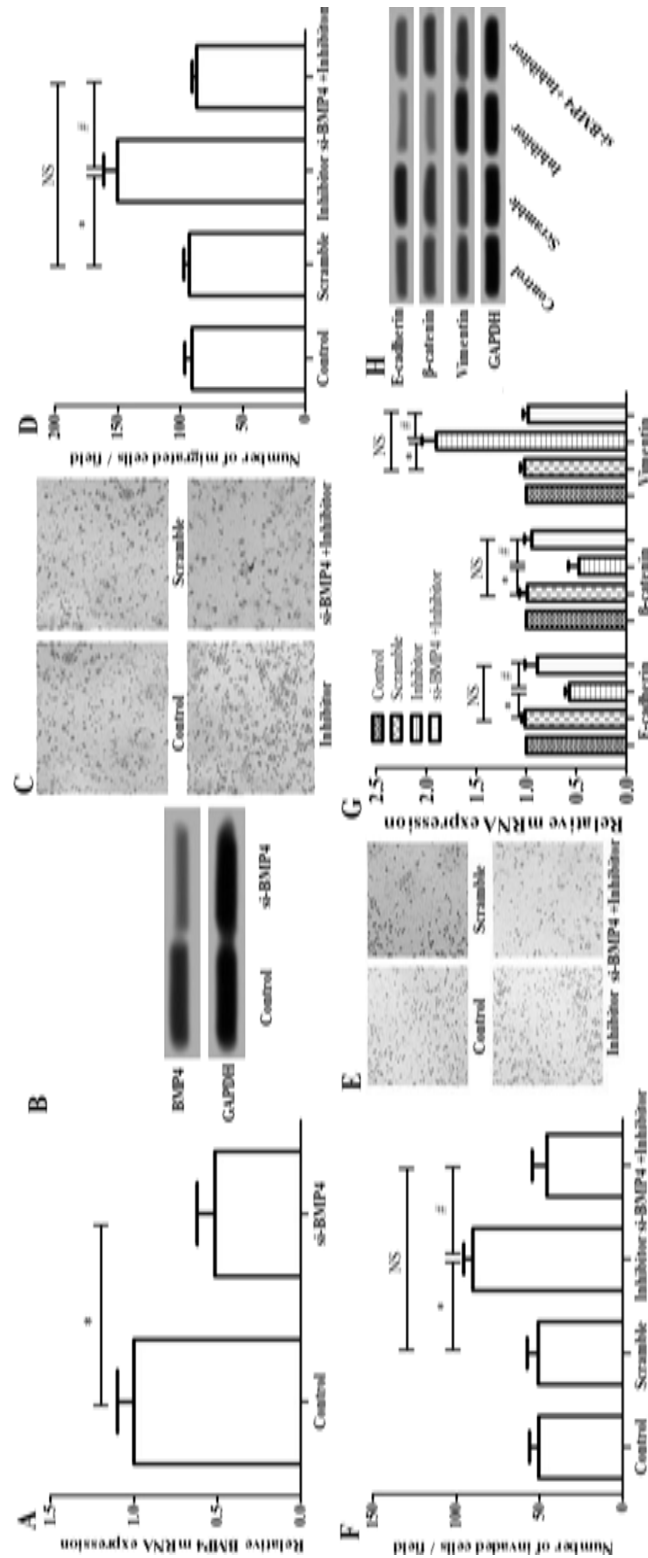 A
Relative BMP4 mRNA expression
1.5
1.0
0.5
0.0
*
Control
si-BMP4
B
BMP4
GAPDH
Control
si-BMP4
C
Control
Scramble
Inhibitor
si-BMP4 +Inhibitor
D
Number of migrated cells / field
200
150
100
50
0
NS
*
#
Control
Scramble
Inhibitor
si-BMP4 +Inhibitor
F
Number of invaded cells / field
150
100
50
0
NS
*
#
Control
Scramble
Inhibitor
si-BMP4 +Inhibitor
E
Control
Scramble
Inhibitor
si-BMP4 +Inhibitor
G
Relative mRNA expression
2.5
2.0
1.5
1.0
0.5
0.0
Control
Scramble
Inhibitor
si-BMP4 +Inhibitor
NS
*
#
NS
*
#
NS
*
#
E-cadherin
β-catenin
Vimentin
H
E-cadherin
β-catenin
Vimentin
GAPDH
Control
Scramble
Inhibitor
si-BMP4 +Inhibitor